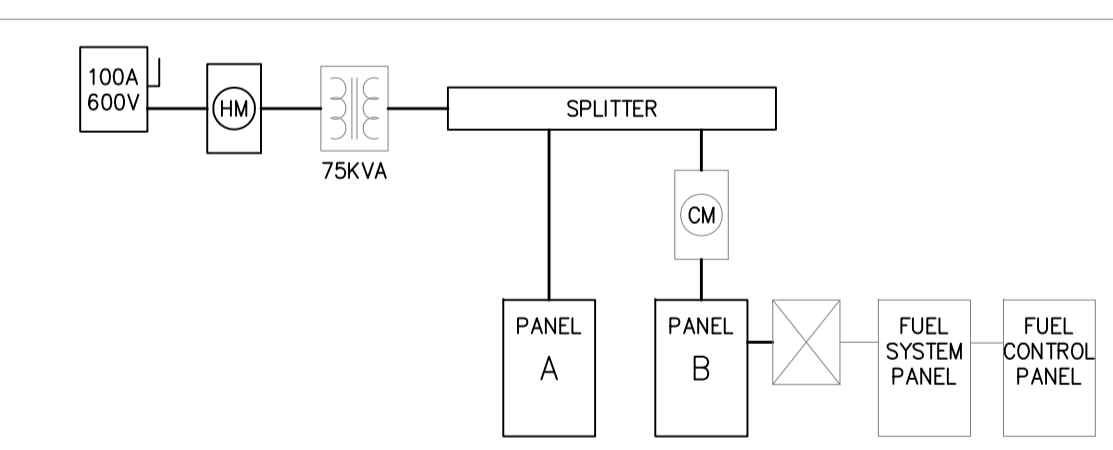 100A
600V
HM
75KVA
SPLITTER
CM
PANEL
A
PANEL
B
FUEL
SYSTEM
PANEL
FUEL
CONTROL
PANEL